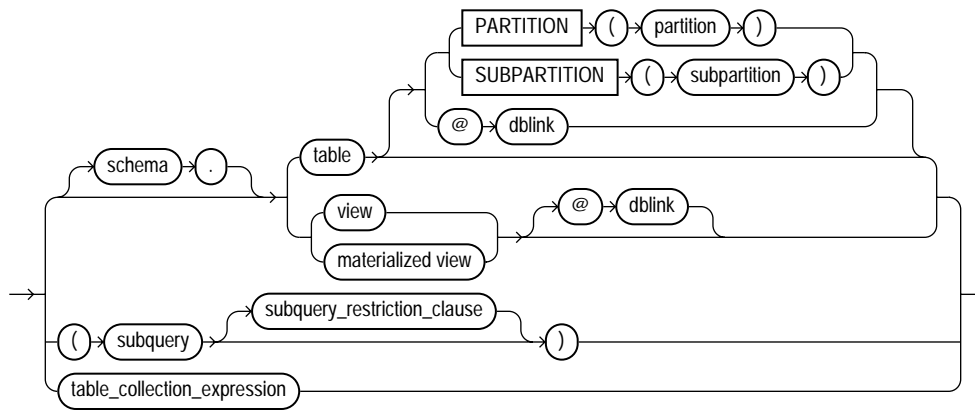 PARTITION ( partition )
SUBPARTITION ( subpartition )
@ dblink
schema . table
view @ dblink
materialized view
subquery_restriction_clause
( subquery )
table_collection_expression